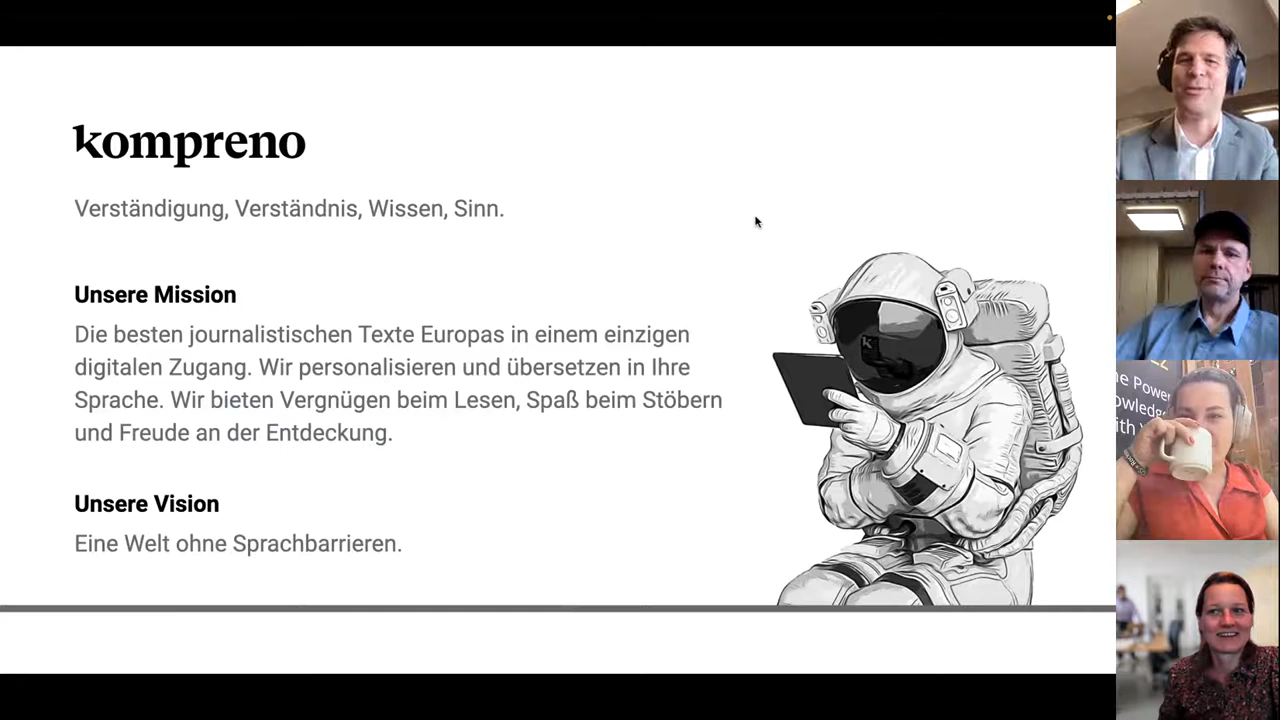 kompreno
Verständigung, Verständnis, Wissen, Sinn.
Unsere Mission
Die besten journalistischen Texte Europas in einem einzigen
digitalen Zugang. Wir personalisieren und übersetzen in Ihre
Sprache. Wir bieten Vergnügen beim Lesen, Spaß beim Stöbern
und Freude an der Entdeckung.
Unsere Vision
Eine Welt ohne Sprachbarrieren.
k